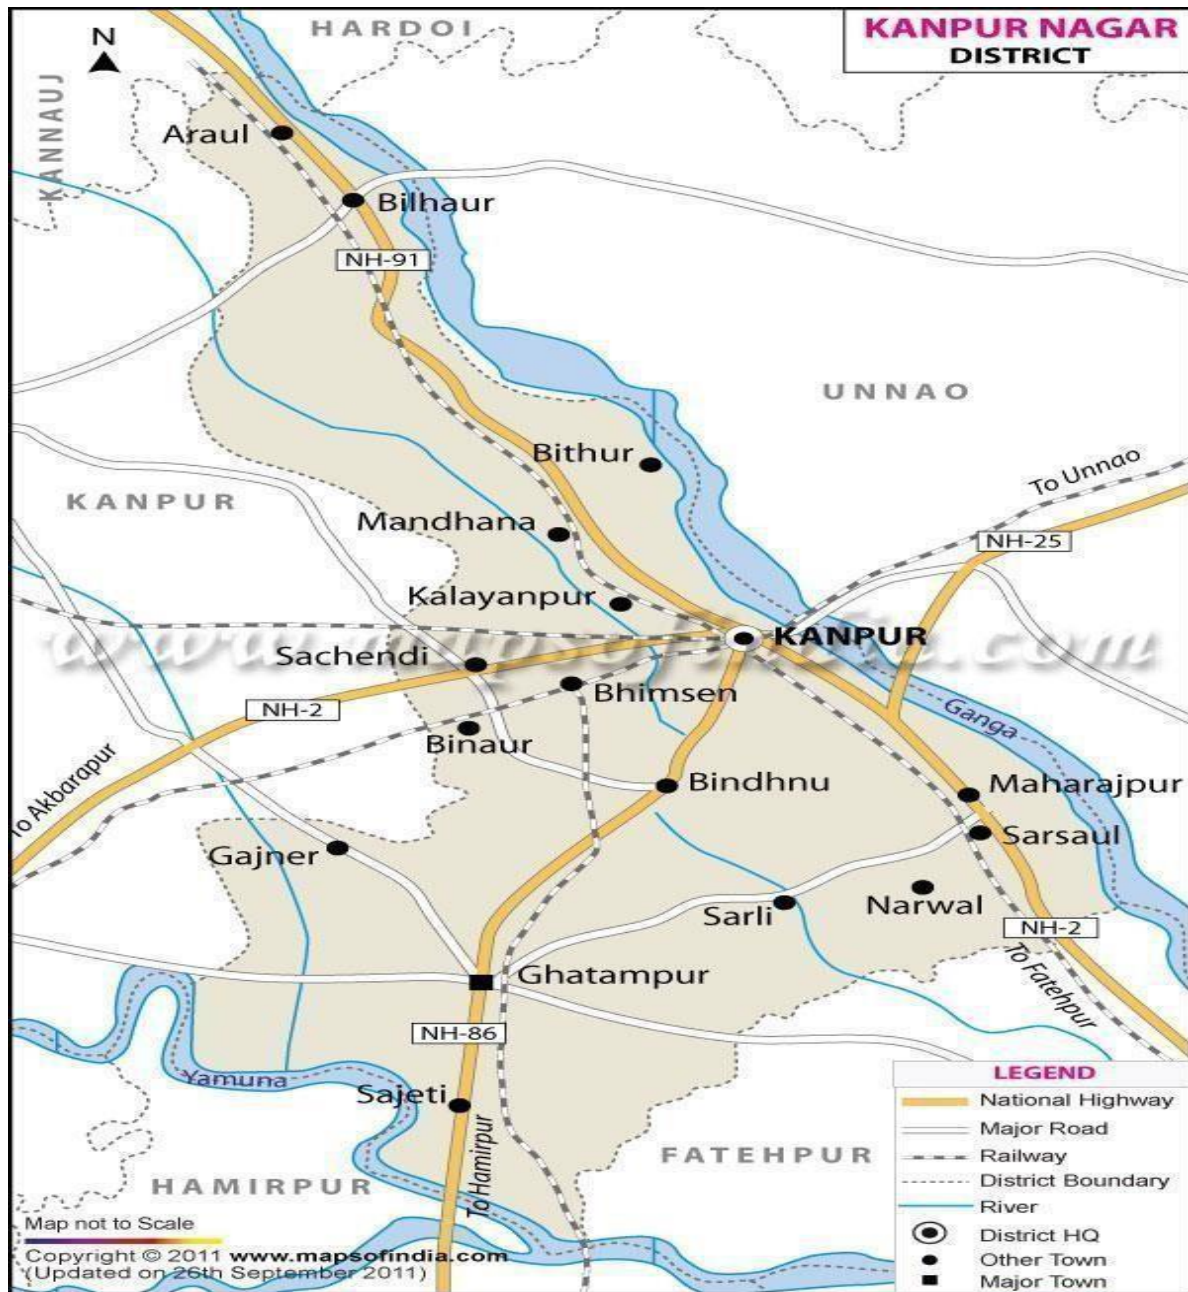 KANPUR NAGAR
DISTRICT
N
HARDOI
KANNAUJ
Araul
Bilhaur
NH-91
UNNAO
Bithur
To Unnao
KANPUR
Mandhana
NH-25
Kalayanpur
KANPUR
www.mapsofindia.com
Sachendi
Bhimsen
NH-2
Ganga
Binaur
To Akbarapur
Bindhnu
Maharajpur
Sarsaul
Gajner
Sarli
Narwal
NH-2
To Fatehpur
Ghatampur
NH-86
Yamuna
Sajeti
To Hamirpur
FATEHPUR
HAMIRPUR
LEGEND
National Highway
Major Road
Railway
District Boundary
River
District HQ
Other Town
Major Town
Map not to Scale
Copyright © 2011 www.mapsofindia.com
(Updated on 26th September 2011)